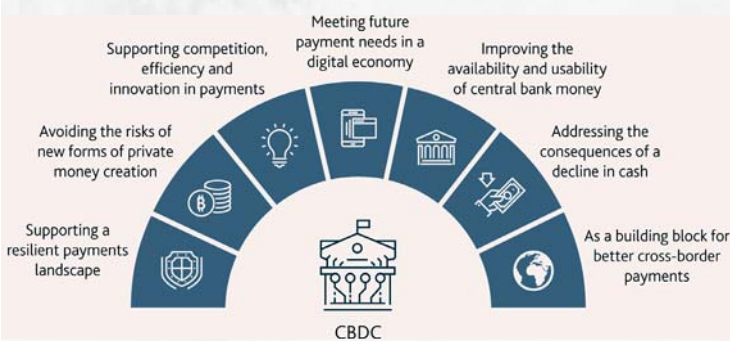 Supporting a
resilient payments
landscape
Avoiding the risks of
new forms of private
money creation
Supporting competition,
efficiency and
innovation in payments
Meeting future
payment needs in a
digital economy
Improving the
availability and usability
of central bank money
Addressing the
consequences of a
decline in cash
As a building block for
better cross-border
payments
CBDC